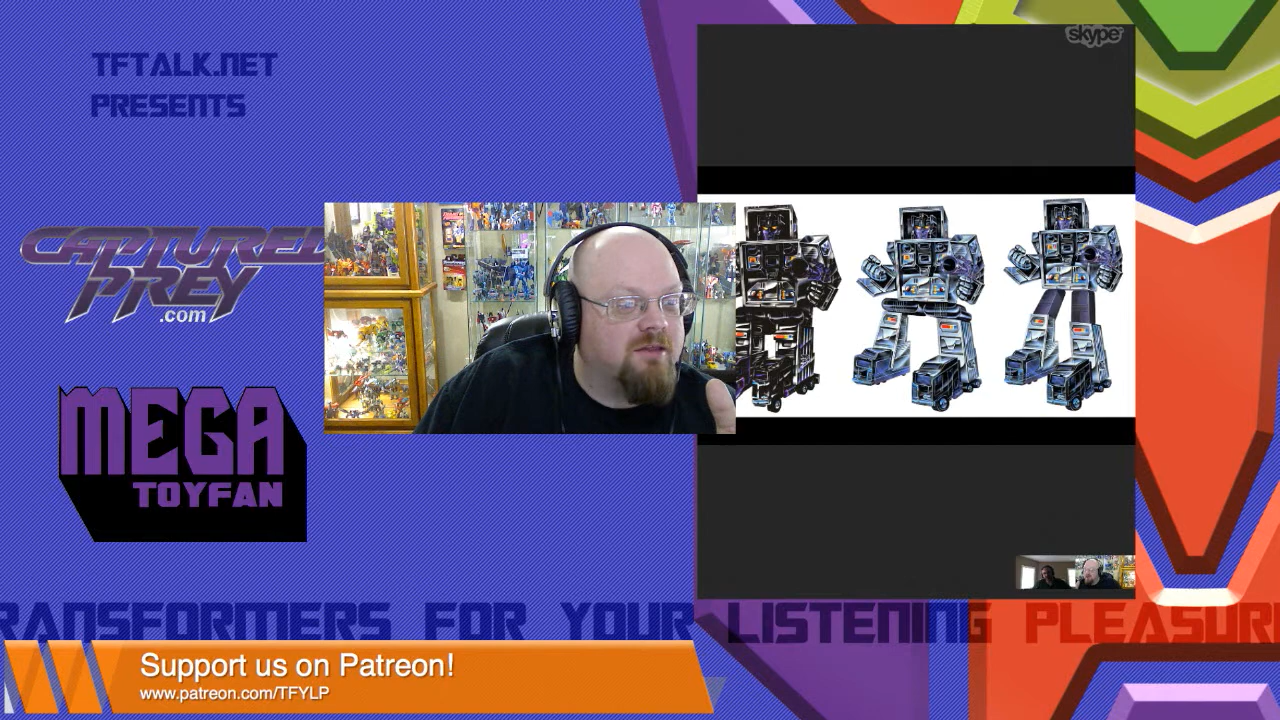 TFTALK.NET
PRESENTS
skype
CAPTURED
PREY
.com
MEGA
TOYFAN
RANSFORMERS FOR YOUR LISTENING PLEASUR
Support us on Patreon!
www.patreon.com/TFYLP